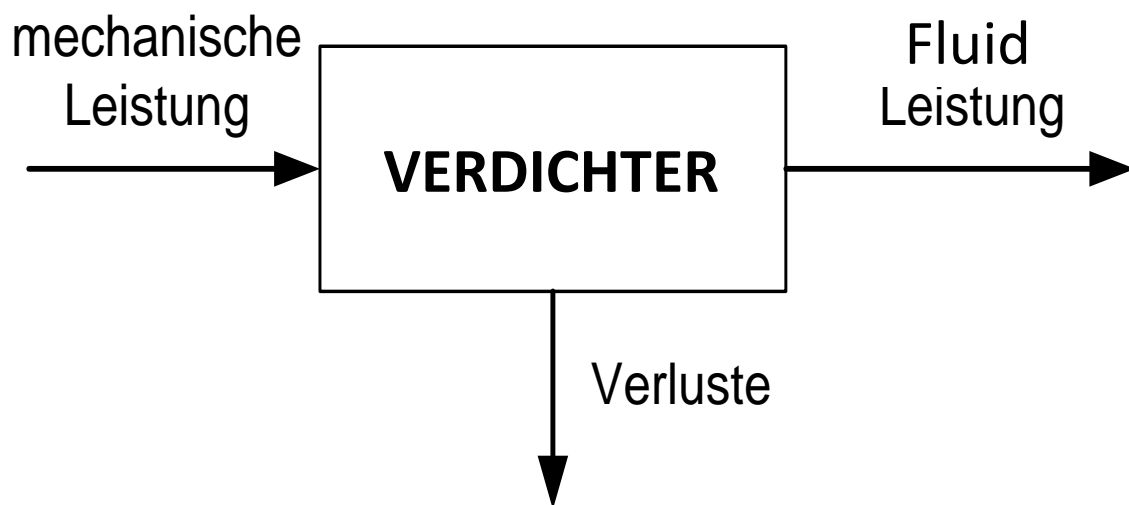 mechanische
Leistung
VERDICHTER
Fluid
Leistung
Verluste